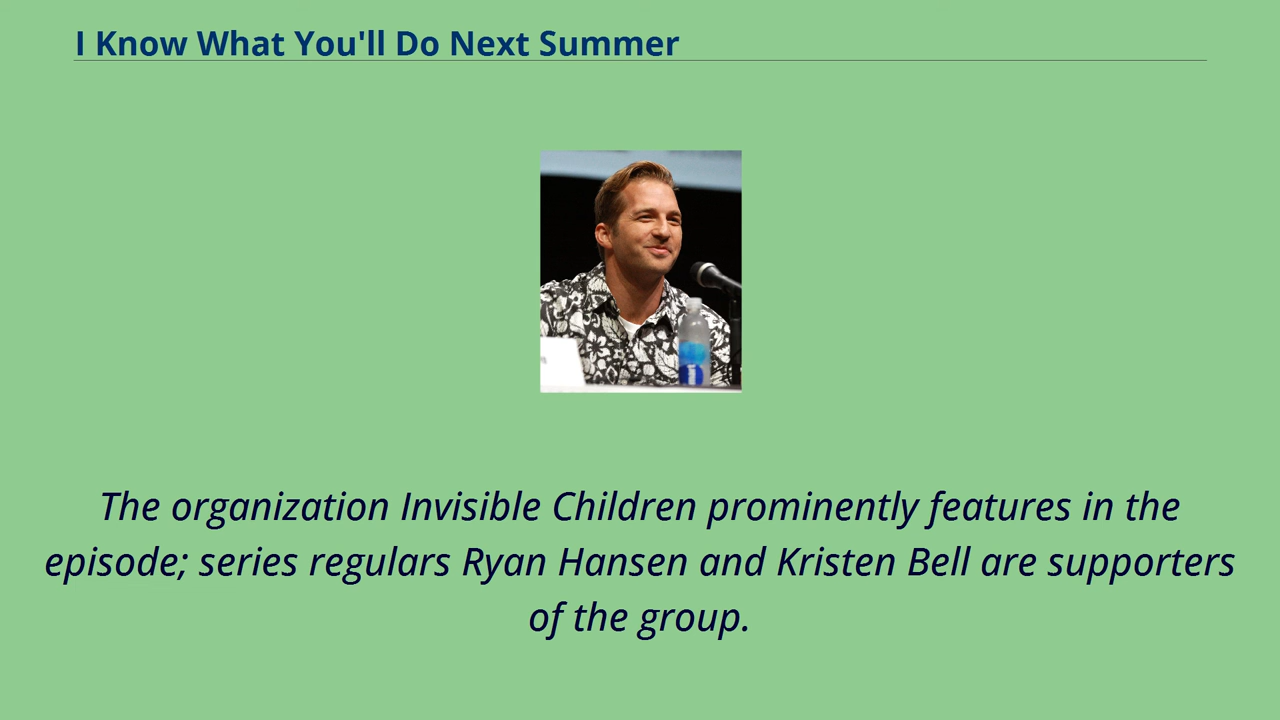 I Know What You'll Do Next Summer
The organization Invisible Children prominently features in the
episode; series regulars Ryan Hansen and Kristen Bell are supporters
of the group.